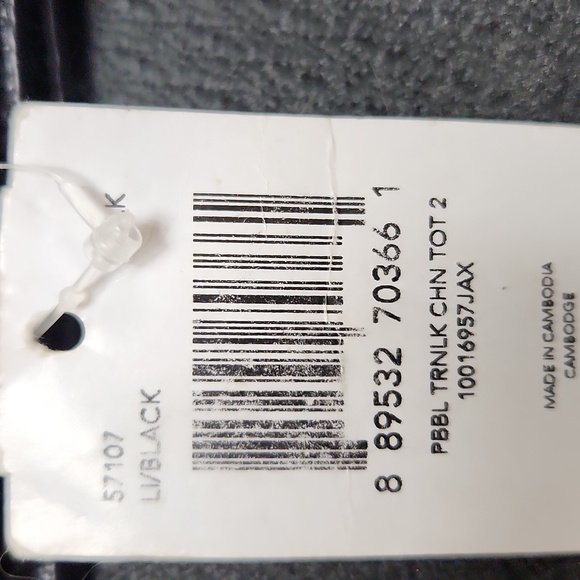 57107
LI/BLACK
8 89532 70366 1
PBBL TRNLK CHN TOT 2
10016957JAX
MADE IN CAMBODIA
CAMBODGE